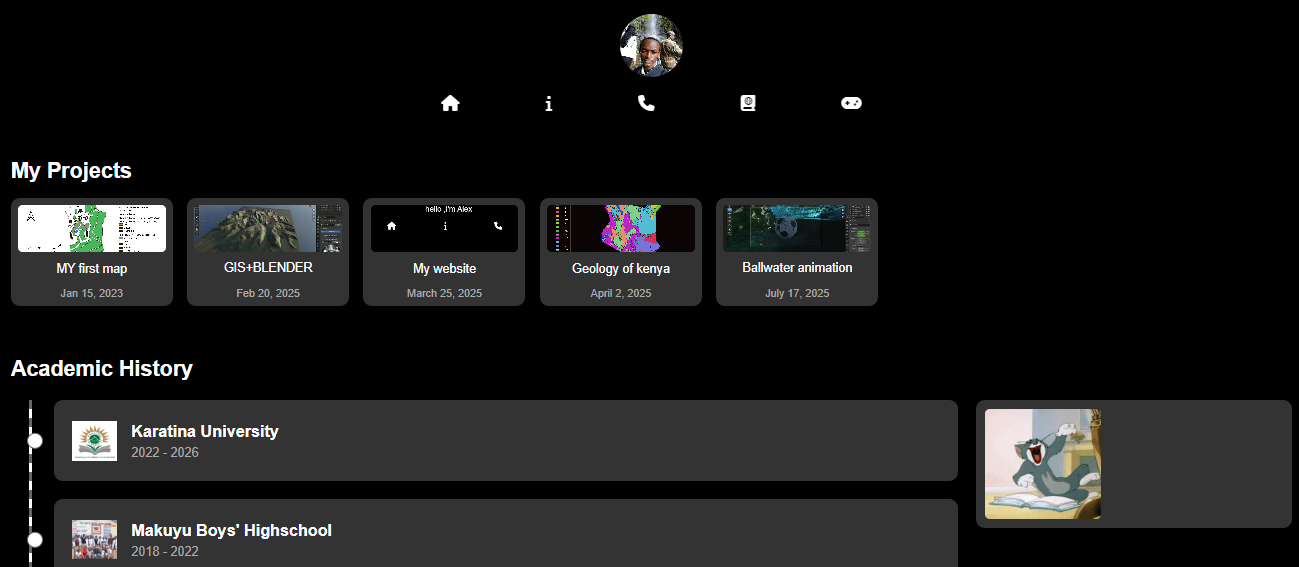 My Projects
MY first map
Jan 15, 2023
GIS+BLENDER
Feb 20, 2025
hello ,I'm Alex
My website
March 25, 2025
Geology of kenya
April 2, 2025
Ballwater animation
July 17, 2025
Academic History
Karatina University
2022 - 2026
Makuyu Boys' Highschool
2018 - 2022